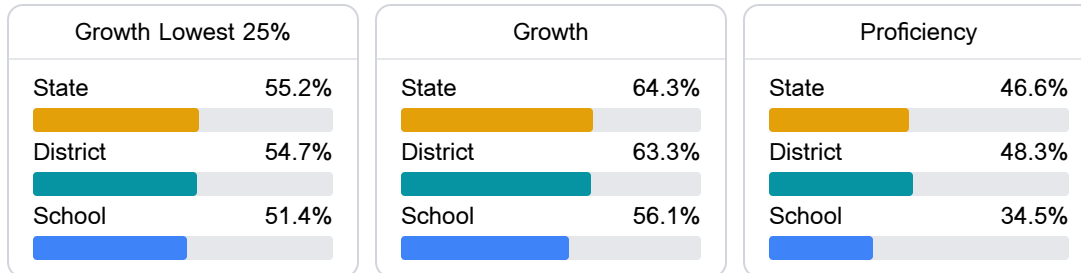 Growth Lowest 25%
State 55.2%
District 54.7%
School 51.4%
Growth
State 64.3%
District 63.3%
School 56.1%
Proficiency
State 46.6%
District 48.3%
School 34.5%